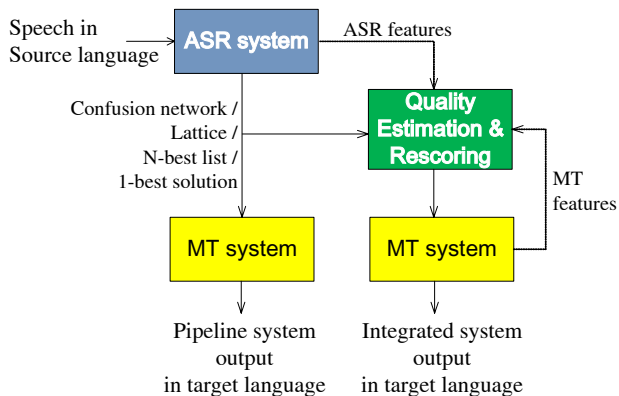 Speech in
Source language
ASR system
ASR features
Confusion network /
Lattice /
N-best list /
1-best solution
Quality
Estimation &
Rescoring
MT
features
MT system
MT system
Pipeline system
output
in target language
Integrated system
output
in target language